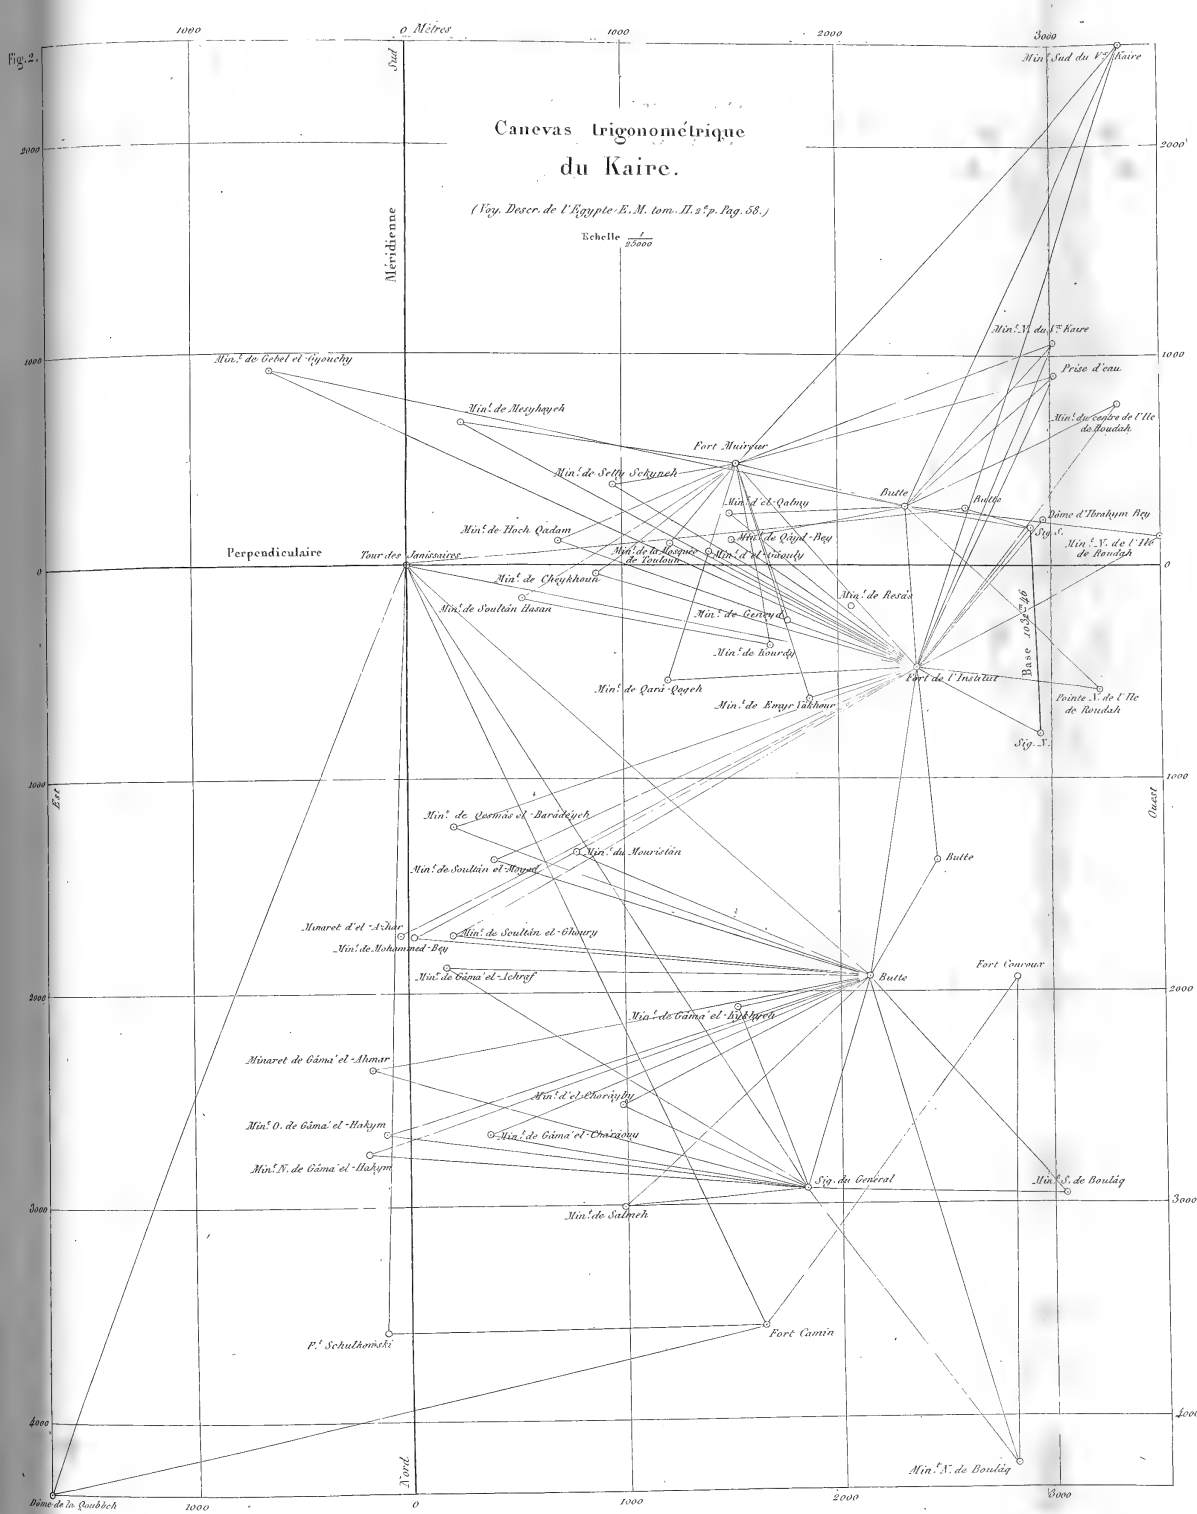 1000
0 Mètres
1000
2000
3000
Fig. 2.
Sud
Min.t Sud du V.x Kaire
Canevas trigonométrique
du Kaire.
2000
2000
(Voy. Descr. de l'Egypte. E. M. tom. II. 2.e p. Pag. 58.)
Echelle 1/25000
Méridienne
Min.t N. du V.x Kaire
1000
Min.t de Gebel el-Gyouchy
1000
Prise d'eau
Min.t de Mesyhayeh
Min.t du centre de l'Ile
de Roudah
Fort Muireur
Min.t de Setty Sekyneh
Butte
Butte
Min.t d'el-Qalmy
Dôme d'Ibrahym Bey
Min.t de Hoch Qadam
Min.t de Qâyd-Bey
Sig. S.
Min.t N. de l'Ile
de Roudah
Perpendiculaire
Tour des Janissaires
Min.t de la Mosquée
de Touloun
Min.t d'el-Gâouly
0
0
Min.t de Cheykhoun
Min.t de Soultân Hasan
Min.t de Geneyd
Min.t de Resâs
Base 1032.m46
Min.t de Kourdy
Min.t de Qarâ-Qogeh
Fort de l'Institut
Min.t de Emyr Yâkhour
Pointe N. de l'Ile
de Roudah
Sig. N.
1000
1000
Est
Ouest
Min.t de Qesmâs el-Barâdéyeh
Min.t du Mouristân
Butte
Min.t de Soultân el-Moyed
Minaret d'el-Azhar
Min.t de Soultân el-Ghoury
Min.t de Mohammed-Bey
Min.t de Gâma' el-Achraf
Butte
Fort Conroux
2000
2000
Min.t de Gâma' el-Kykhyeh
Minaret de Gâma' el-Ahmar
Min.t d'el-Chorâyby
Min.t O. de Gâma' el-Hakym
Min.t de Gâma' el-Charâouy
Min.t N. de Gâma' el-Hakym
Sig. du Général
Min.t S. de Boulâq
3000
3000
Min.t de Salmeh
F.t Schulkowski
Fort Camin
4000
4000
Nord
Min.t N. de Boulâq
Dôme de la Qoubbeh
1000
0
1000
2000
3000